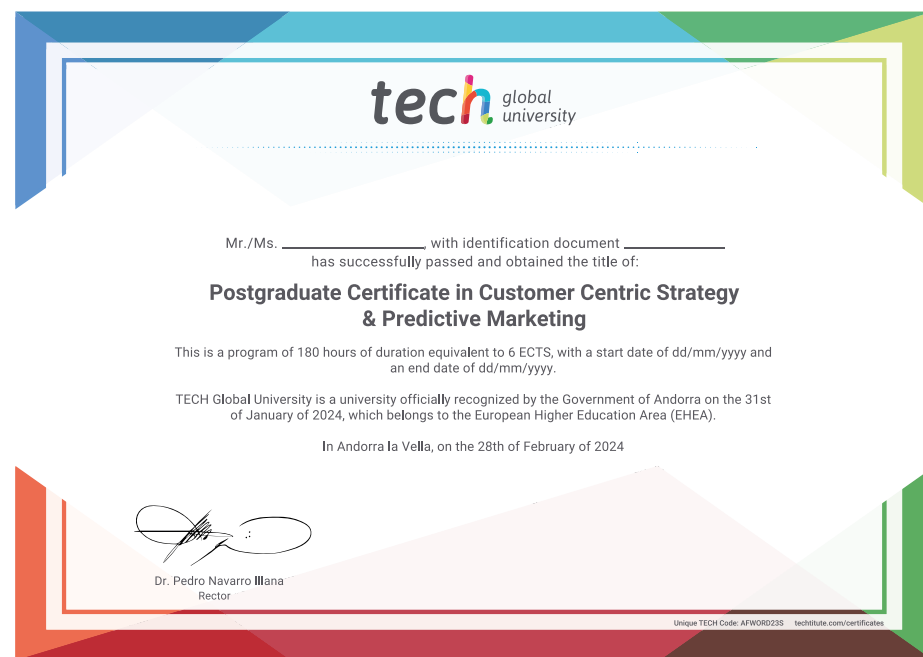 tech global university
Mr./Ms. ____________, with identification document ____________
has successfully passed and obtained the title of:
Postgraduate Certificate in Customer Centric Strategy
& Predictive Marketing
This is a program of 180 hours of duration equivalent to 6 ECTS, with a start date of dd/mm/yyyy and
an end date of dd/mm/yyyy.
TECH Global University is a university officially recognized by the Government of Andorra on the 31st
of January of 2024, which belongs to the European Higher Education Area (EHEA).
In Andorra la Vella, on the 28th of February of 2024
Dr. Pedro Navarro Illana
Rector
Unique TECH Code: AFWORD23S techtitute.com/certificates